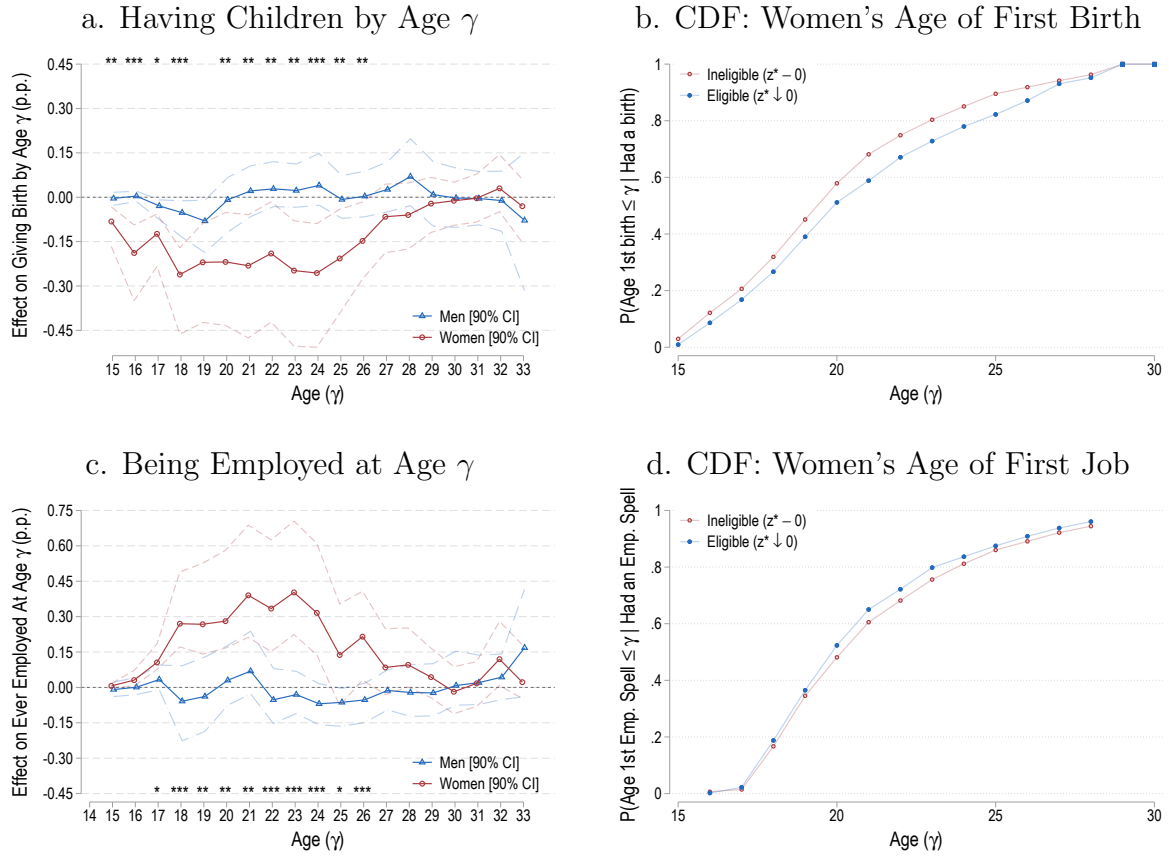 a. Having Children by Age γ
Effect on Giving Birth by Age γ (p.p.)
0.45
0.30
0.15
0.00
-0.15
-0.30
-0.45
** *** * *** ** ** ** ** *** ** **
Men [90% CI]
Women [90% CI]
15 16 17 18 19 20 21 22 23 24 25 26 27 28 29 30 31 32 33
Age (γ)
b. CDF: Women's Age of First Birth
P(Age 1st birth ≤ γ | Had a birth)
1
.8
.6
.4
.2
0
Ineligible (z* − 0)
Eligible (z* ↓ 0)
15 20 25 30
Age (γ)
c. Being Employed at Age γ
Effect on Ever Employed At Age γ (p.p.)
0.75
0.60
0.45
0.30
0.15
0.00
-0.15
-0.30
-0.45
Men [90% CI]
Women [90% CI]
* *** ** ** ** *** *** *** * ***
14 15 16 17 18 19 20 21 22 23 24 25 26 27 28 29 30 31 32 33
Age (γ)
d. CDF: Women's Age of First Job
P(Age 1st Emp. Spell ≤ γ | Had an Emp. Spell
1
.8
.6
.4
.2
0
Ineligible (z* − 0)
Eligible (z* ↓ 0)
15 20 25 30
Age (γ)